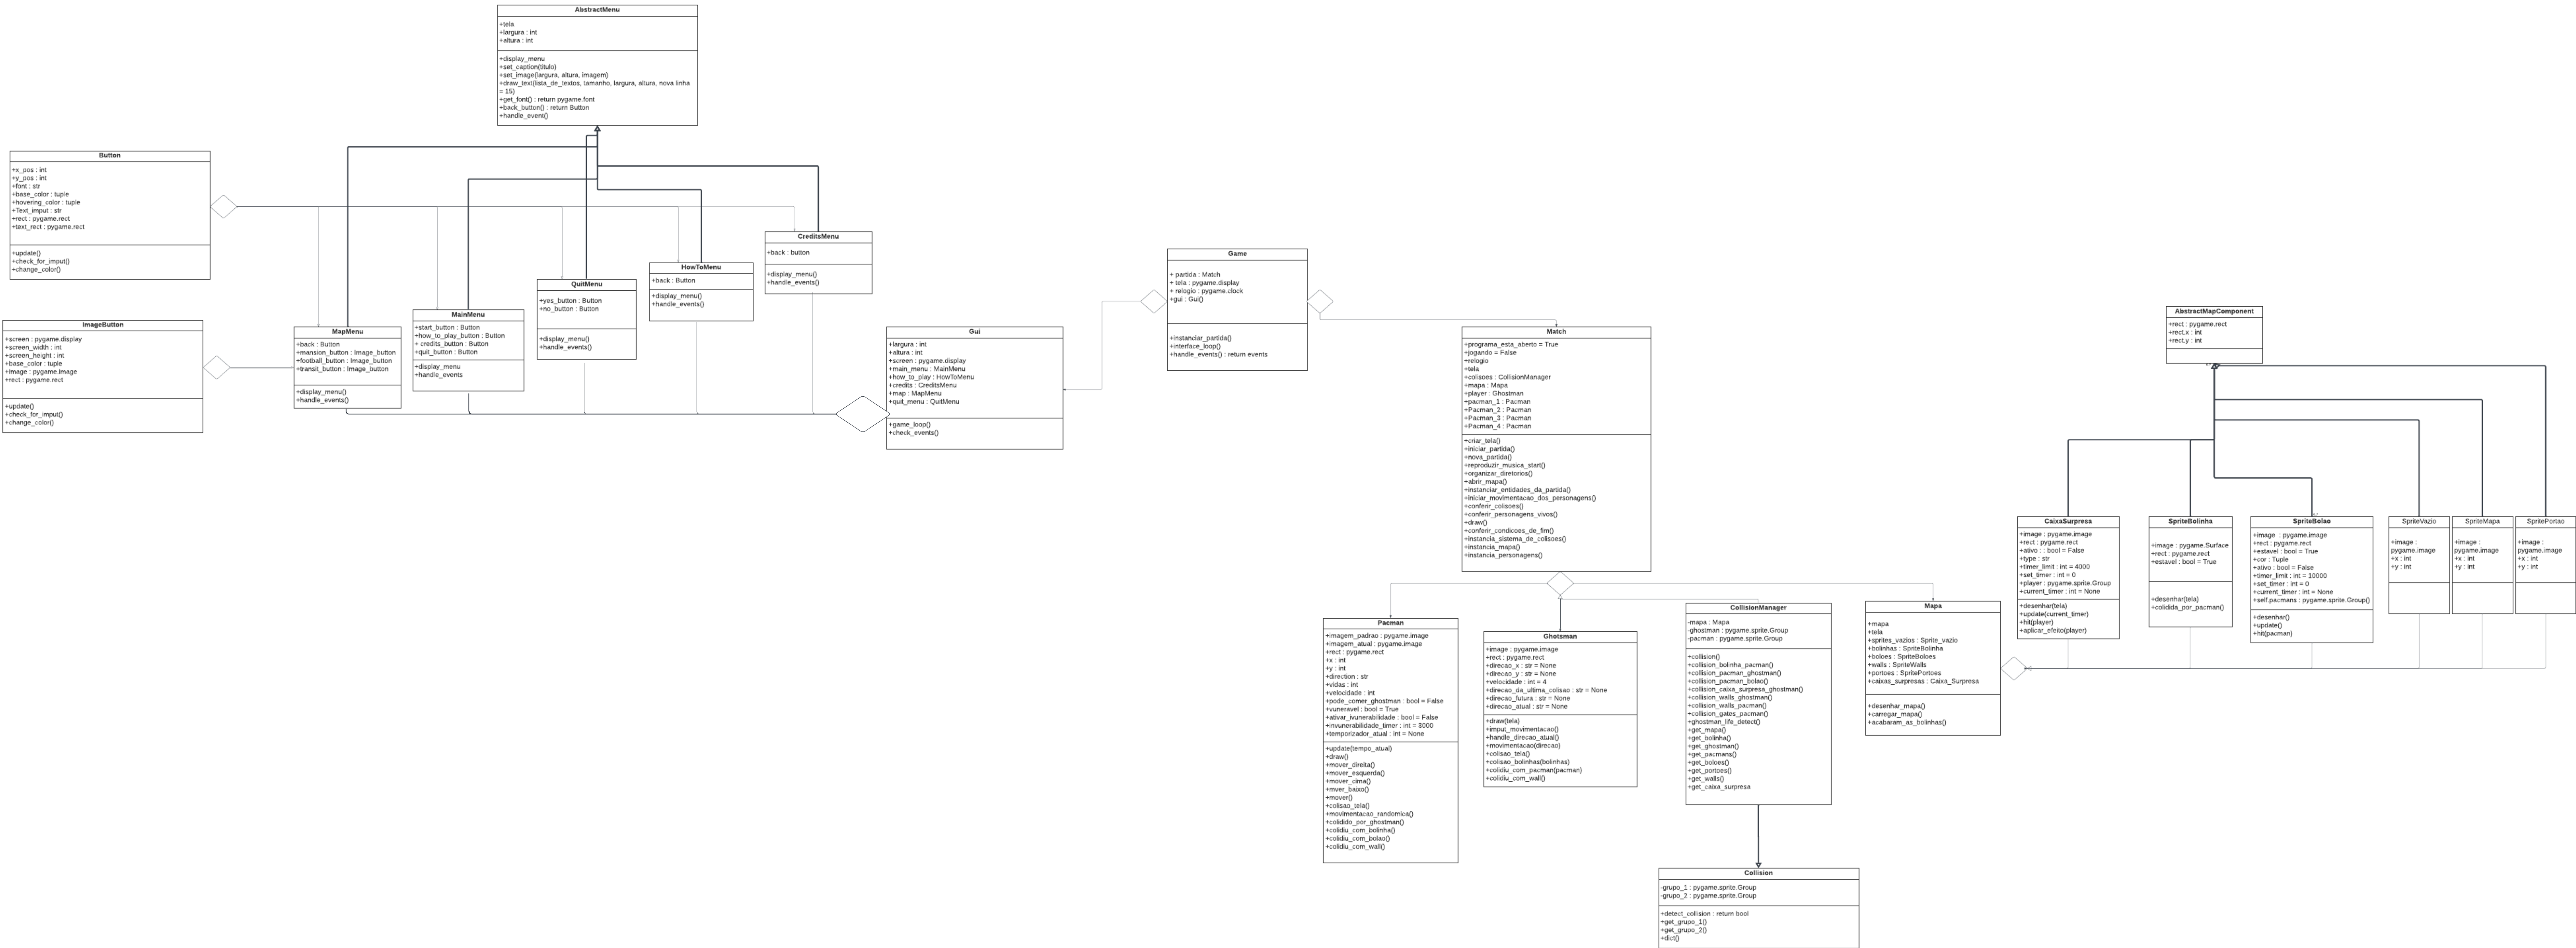 AbstractMenu
+tela
+largura : int
+altura : int
+display_menu
+set_caption(titulo)
+set_image(largura, altura, imagem)
+draw_text(lista_de_textos, tamanho, largura, altura, nova linha
= 15)
+get_font() : return pygame.font
+back_button() : return Button
+handle_event()
Button
+x_pos : int
+y_pos : int
+font : str
+base_color : tuple
+hovering_color : tuple
+Text_imput : str
+rect : pygame.rect
+text_rect : pygame.rect
+update()
+check_for_imput()
+change_color()
ImageButton
+screen : pygame.display
+screen_width : int
+screen_height : int
+base_color : tuple
+image : pygame.image
+rect : pygame.rect
+update()
+check_for_imput()
+change_color()
MapMenu
+back : Button
+mansion_button : Image_button
+football_button : Image_button
+transit_button : Image_button
+display_menu()
+handle_events()
MainMenu
+start_button : Button
+how_to_play_button : Button
+ credits_button : Button
+quit_button : Button
+display_menu
+handle_events
QuitMenu
+yes_button : Button
+no_button : Button
+display_menu()
+handle_events()
HowToMenu
+back : Button
+display_menu()
+handle_events()
CreditsMenu
+back : button
+display_menu()
+handle_events()
Gui
+largura : int
+altura : int
+screen : pygame.display
+main_menu : MainMenu
+how_to_play : HowToMenu
+credits : CreditsMenu
+map : MapMenu
+quit_menu : QuitMenu
+game_loop()
+check_events()
Game
+ partida : Match
+ tela : pygame.display
+ relogio : pygame.clock
+gui : Gui()
+instanciar_partida()
+interface_loop()
+handle_events() : return events
Match
+programa_esta_aberto = True
+jogando = False
+relogio
+tela
+colisoes : CollisionManager
+mapa : Mapa
+player : Ghostman
+pacman_1 : Pacman
+Pacman_2 : Pacman
+Pacman_3 : Pacman
+Pacman_4 : Pacman
+criar_tela()
+iniciar_partida()
+nova_partida()
+reproduzir_musica_start()
+organizar_diretorios()
+abrir_mapa()
+instanciar_entidades_da_partida()
+iniciar_movimentacao_dos_personagens()
+conferir_colisoes()
+conferir_personagens_vivos()
+draw()
+conferir_condicoes_de_fim()
+instancia_sistema_de_colisoes()
+instancia_mapa()
+instancia_personagens()
Pacman
+imagem_padrao : pygame.image
+imagem_atual : pygame.image
+rect : pygame.rect
+x : int
+y : int
+direction : str
+vidas : int
+velocidade : int
+pode_comer_ghostman : bool = False
+vuneravel : bool = True
+ativar_Ivunerabilidade : bool = False
+invunerabilidade_timer : int = 3000
+temporizador_atual : int = None
+update(tempo_atual)
+draw()
+mover_direita()
+mover_esquerda()
+mover_cima()
+mver_baixo()
+mover()
+colisao_tela()
+movimentacao_randomica()
+colidido_por_ghostman()
+colidiu_com_bolinha()
+colidiu_com_bolao()
+colidiu_com_wall()
Ghotsman
+image : pygame.image
+rect : pygame.rect
+direcao_x : str = None
+direcao_y : str = None
+velocidade : int = 4
+direcao_da_ultima_colisao : str = None
+direcao_futura : str = None
+direcao_atual : str = None
+draw(tela)
+imput_movimentacao()
+handle_direcao_atual()
+movimentacao(direcao)
+colisao_tela()
+colisao_bolinhas(bolinhas)
+colidiu_com_pacman(pacman)
+colidiu_com_wall()
CollisionManager
-mapa : Mapa
-ghostman : pygame.sprite.Group
-pacman : pygame.sprite.Group
+collision()
+collision_bolinha_pacman()
+collision_pacman_ghostman()
+collision_pacman_bolao()
+collision_caixa_surpresa_ghostman()
+collision_walls_ghostman()
+collision_walls_pacman()
+collision_gates_pacman()
+ghostman_life_detect()
+get_mapa()
+get_bolinha()
+get_ghostman()
+get_pacmans()
+get_boloes()
+get_portoes()
+get_walls()
+get_caixa_surpresa
Collision
-grupo_1 : pygame.sprite.Group
-grupo_2 : pygame.sprite.Group
+detect_collision : return bool
+get_grupo_1()
+get_grupo_2()
+dict()
Mapa
+mapa
+tela
+sprites_vazios : Sprite_vazio
+bolinhas : SpriteBolinha
+boloes : SpriteBoloes
+walls : SpriteWalls
+portoes : SpritePortoes
+caixas_surpresas : Caixa_Surpresa
+desenhar_mapa()
+carregar_mapa()
+acabaram_as_bolinhas()
AbstractMapComponent
+rect : pygame.rect
+rect.x : int
+rect.y : int
CaixaSurpresa
+image : pygame.image
+rect : pygame.rect
+ativo : : bool = False
+type : str
+timer_limit : int = 4000
+set_timer : int = 0
+player : pygame.sprite.Group
+current_timer : int = None
+desenhar(tela)
+update(current_timer)
+hit(player)
+aplicar_efeito(player)
SpriteBolinha
+image : pygame.Surface
+rect : pygame.rect
+estavel : bool = True
+desenhar(tela)
+colidida_por_pacman()
SpriteBolao
+image : pygame.image
+rect : pygame.rect
+estavel : bool = True
+cor : Tuple
+ativo : bool = False
+timer_limit : int = 10000
+set_timer : int = 0
+current_timer : int = None
+self.pacmans : pygame.sprite.Group()
+desenhar()
+update()
+hit(pacman)
SpriteVazio
+image :
pygame.image
+x : int
+y : int
SpriteMapa
+image :
pygame.image
+x : int
+y : int
SpritePortao
+image :
pygame.image
+x : int
+y : int